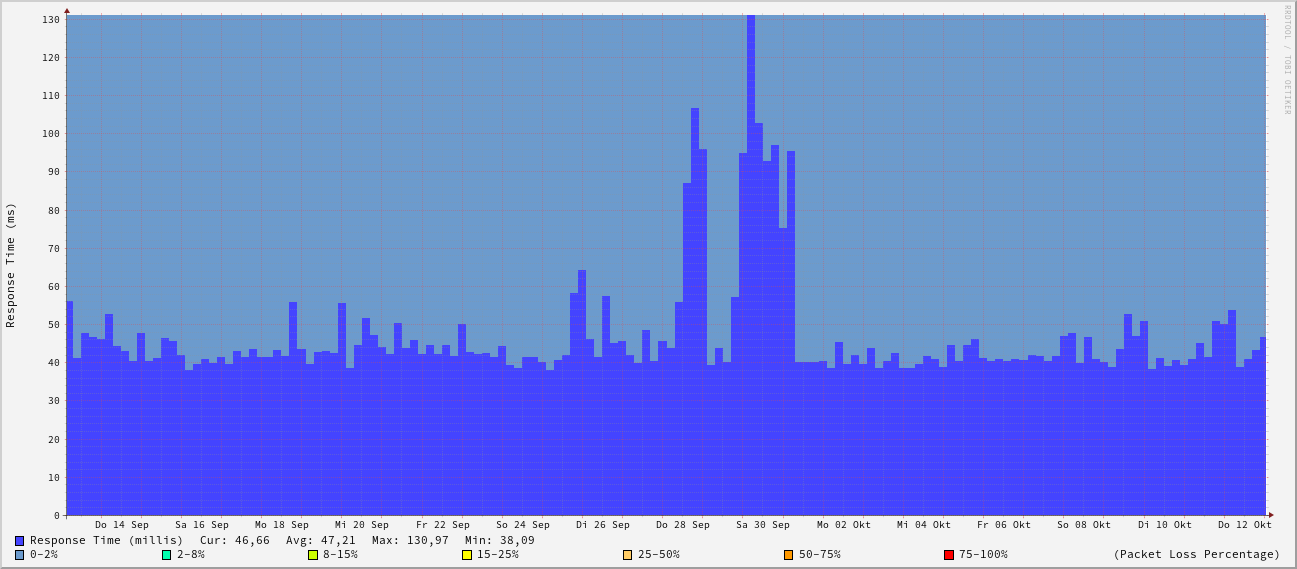 RRDTOOL / TOBI OETIKER
Response Time (ms)
130
120
110
100
90
80
70
60
50
40
30
20
10
0
Do 14 Sep Sa 16 Sep Mo 18 Sep Mi 20 Sep Fr 22 Sep So 24 Sep Di 26 Sep Do 28 Sep Sa 30 Sep Mo 02 Okt Mi 04 Okt Fr 06 Okt So 08 Okt Di 10 Okt Do 12 Okt
Response Time (millis) Cur: 46,66 Avg: 47,21 Max: 130,97 Min: 38,09
0-2% 2-8% 8-15% 15-25% 25-50% 50-75% 75-100% (Packet Loss Percentage)